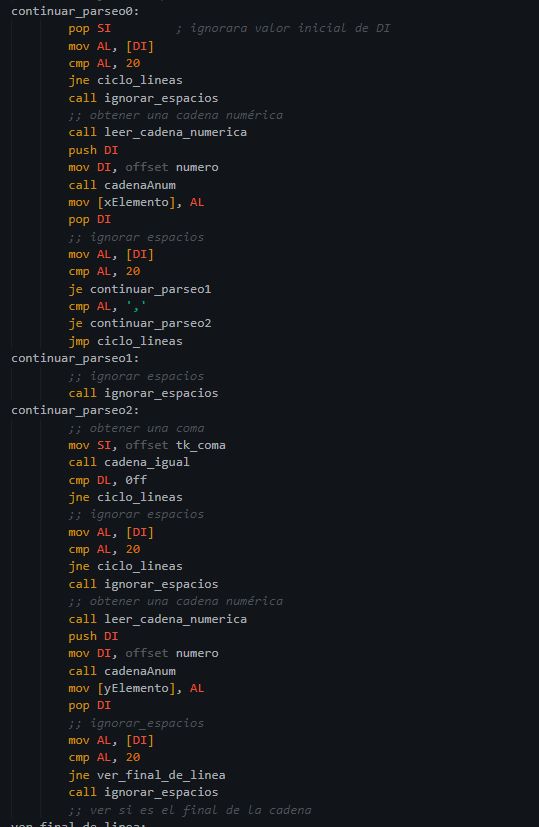 continuar_parseo0:
pop SI ; ignorara valor inicial de DI
mov AL, [DI]
cmp AL, 20
jne ciclo_lineas
call ignorar_espacios
;; obtener una cadena numérica
call leer_cadena_numerica
push DI
mov DI, offset numero
call cadenaAnum
mov [xElemento], AL
pop DI
;; ignorar espacios
mov AL, [DI]
cmp AL, 20
je continuar_parseo1
cmp AL, ','
je continuar_parseo2
jmp ciclo_lineas
continuar_parseo1:
;; ignorar espacios
call ignorar_espacios
continuar_parseo2:
;; obtener una coma
mov SI, offset tk_coma
call cadena_igual
cmp DL, 0ff
jne ciclo_lineas
;; ignorar espacios
mov AL, [DI]
cmp AL, 20
jne ciclo_lineas
call ignorar_espacios
;; obtener una cadena numérica
call leer_cadena_numerica
push DI
mov DI, offset numero
call cadenaAnum
mov [yElemento], AL
pop DI
;; ignorar_espacios
mov AL, [DI]
cmp AL, 20
jne ver_final_de_linea
call ignorar_espacios
;; ver si es el final de la cadena
ver_final_de_linea: